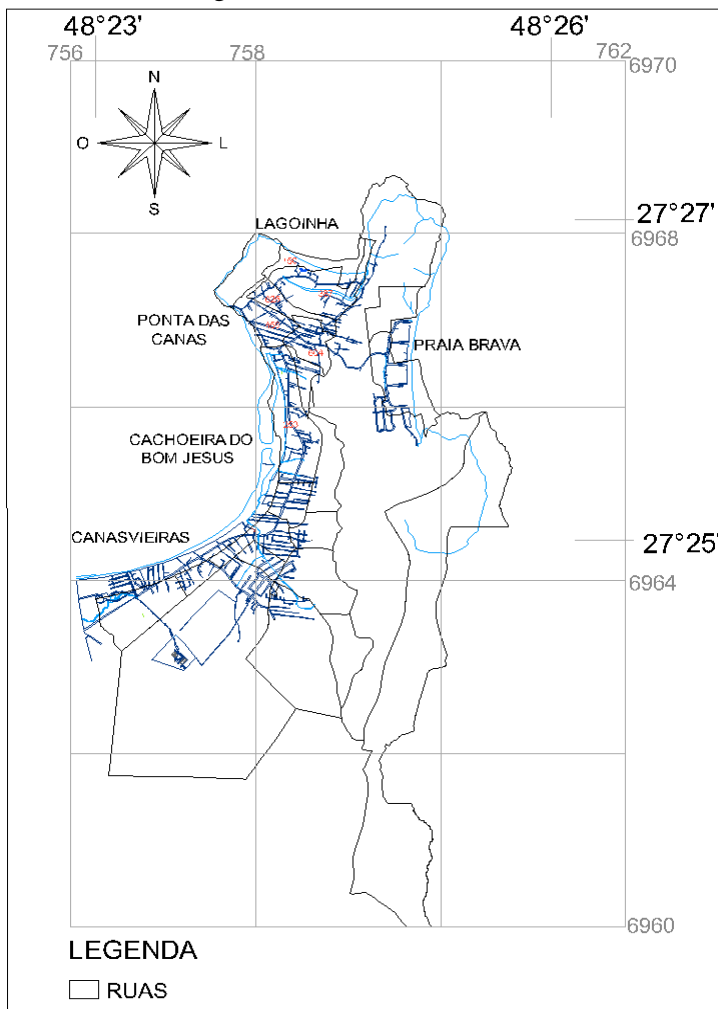 48°23'
48°26'
756
758
762
6970
N
O
L
S
27°27'
6968
LAGOINHA
PONTA DAS
CANAS
PRAIA BRAVA
CACHOEIRA DO
BOM JESUS
CANASVIEIRAS
27°25'
6964
6960
LEGENDA
RUAS